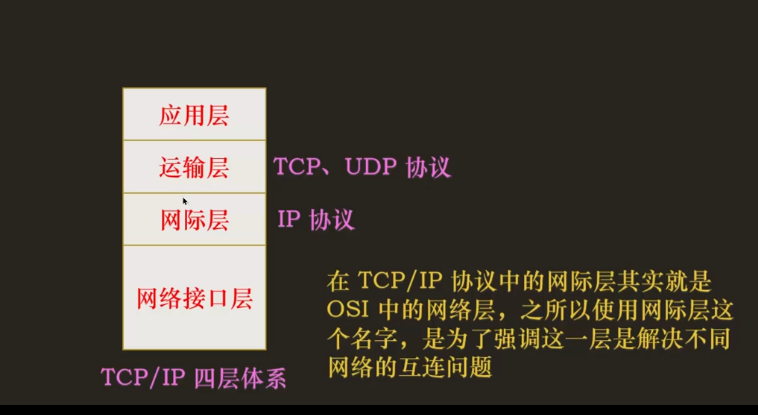 应用层
运输层 TCP、UDP 协议
网际层 IP 协议
网络接口层
在 TCP/IP 协议中的网际层其实就是
OSI 中的网络层，之所以使用网际层这
个名字，是为了强调这一层是解决不同
网络的互连问题
TCP/IP 四层体系